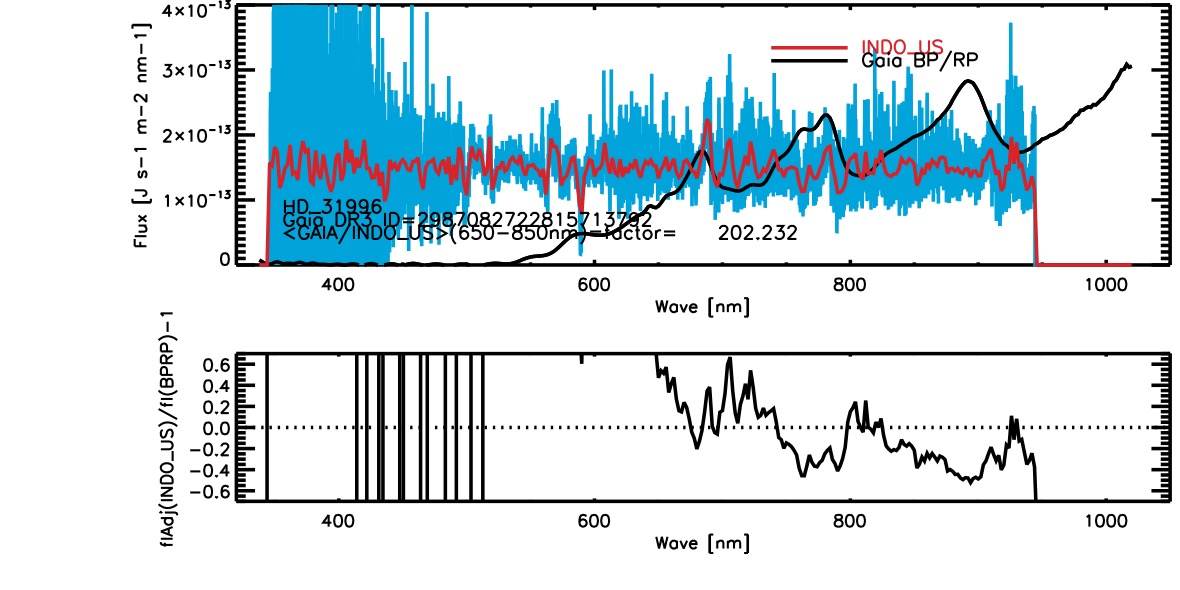 4×10-13
3×10-13
2×10-13
1×10-13
0
Flux [J s-1 m-2 nm-1]
INDO_US
Gaia BP/RP
HD_31996
Gaia DR3 ID=2987082722815713792
<GAIA/INDO_US>(650-850nm)=factor= 202.232
400 600 800 1000
Wave [nm]
flAdj(INDO_US)/fl(BPRP)-1
0.6
0.4
0.2
0.0
-0.2
-0.4
-0.6
400 600 800 1000
Wave [nm]